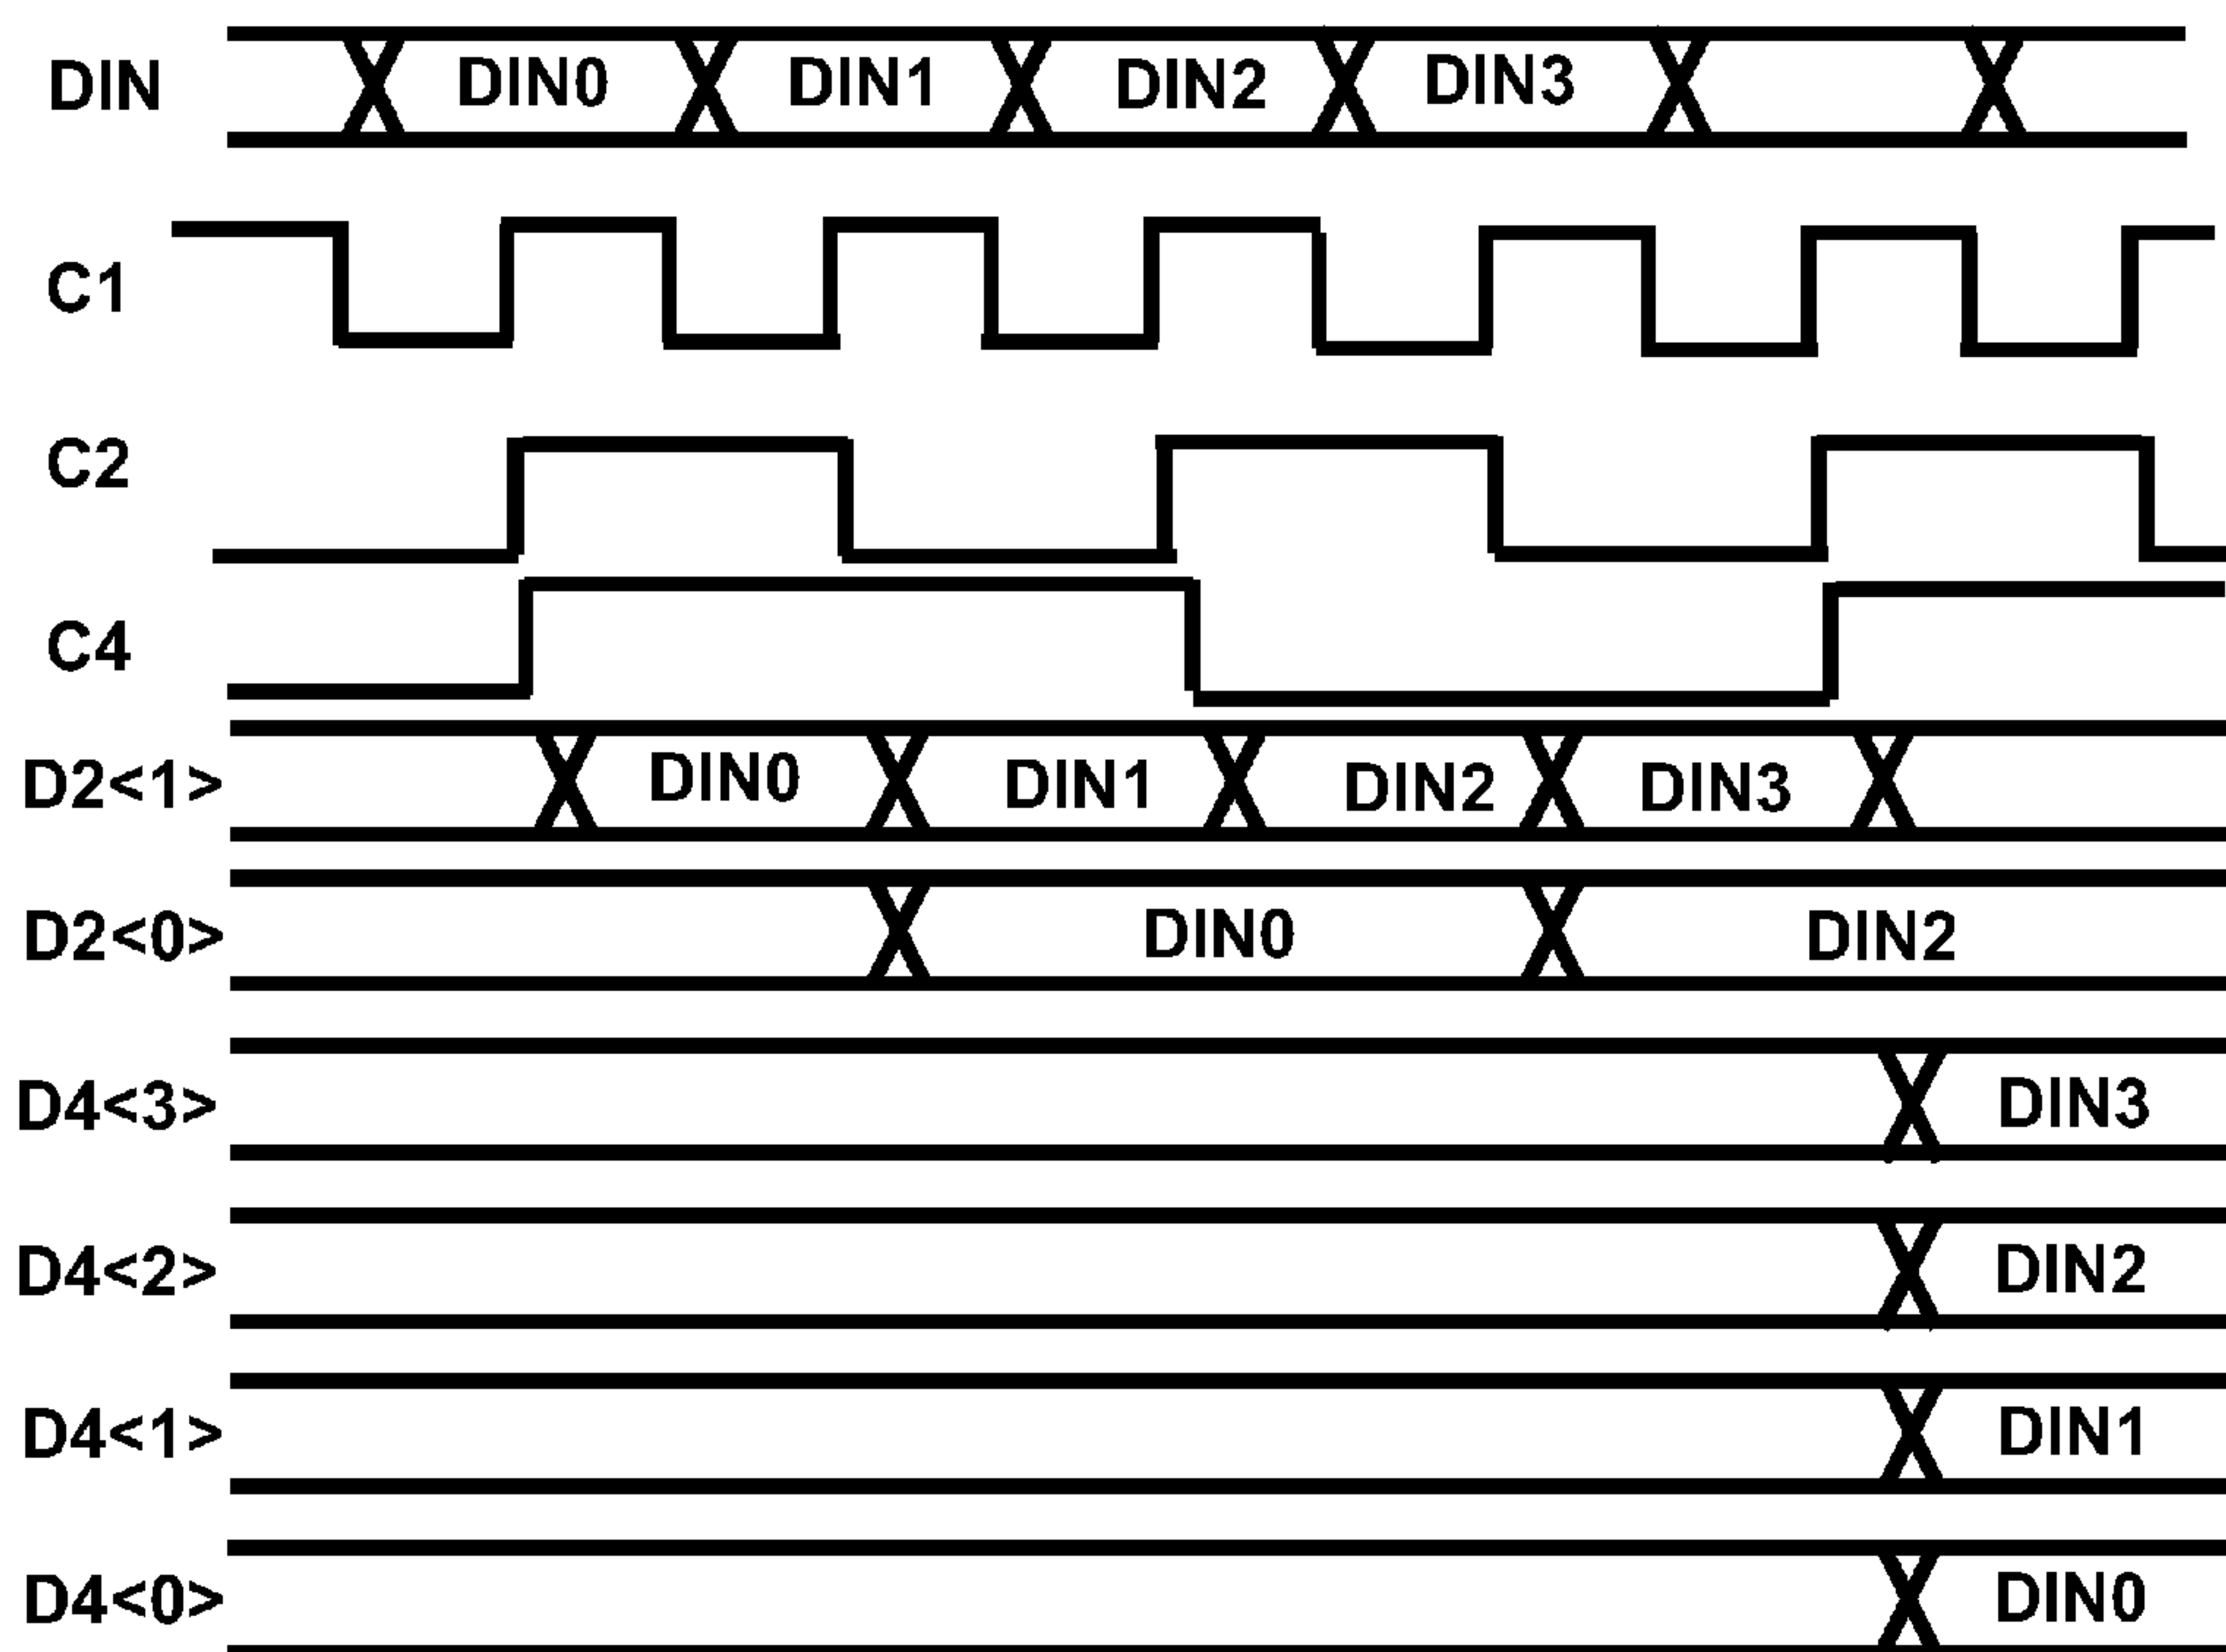 DIN DIN0 DIN1 DIN2 DIN3
C1
C2
C4
D2<1> DIN0 DIN1 DIN2 DIN3
D2<0> DIN0 DIN2
D4<3> DIN3
D4<2> DIN2
D4<1> DIN1
D4<0> DIN0